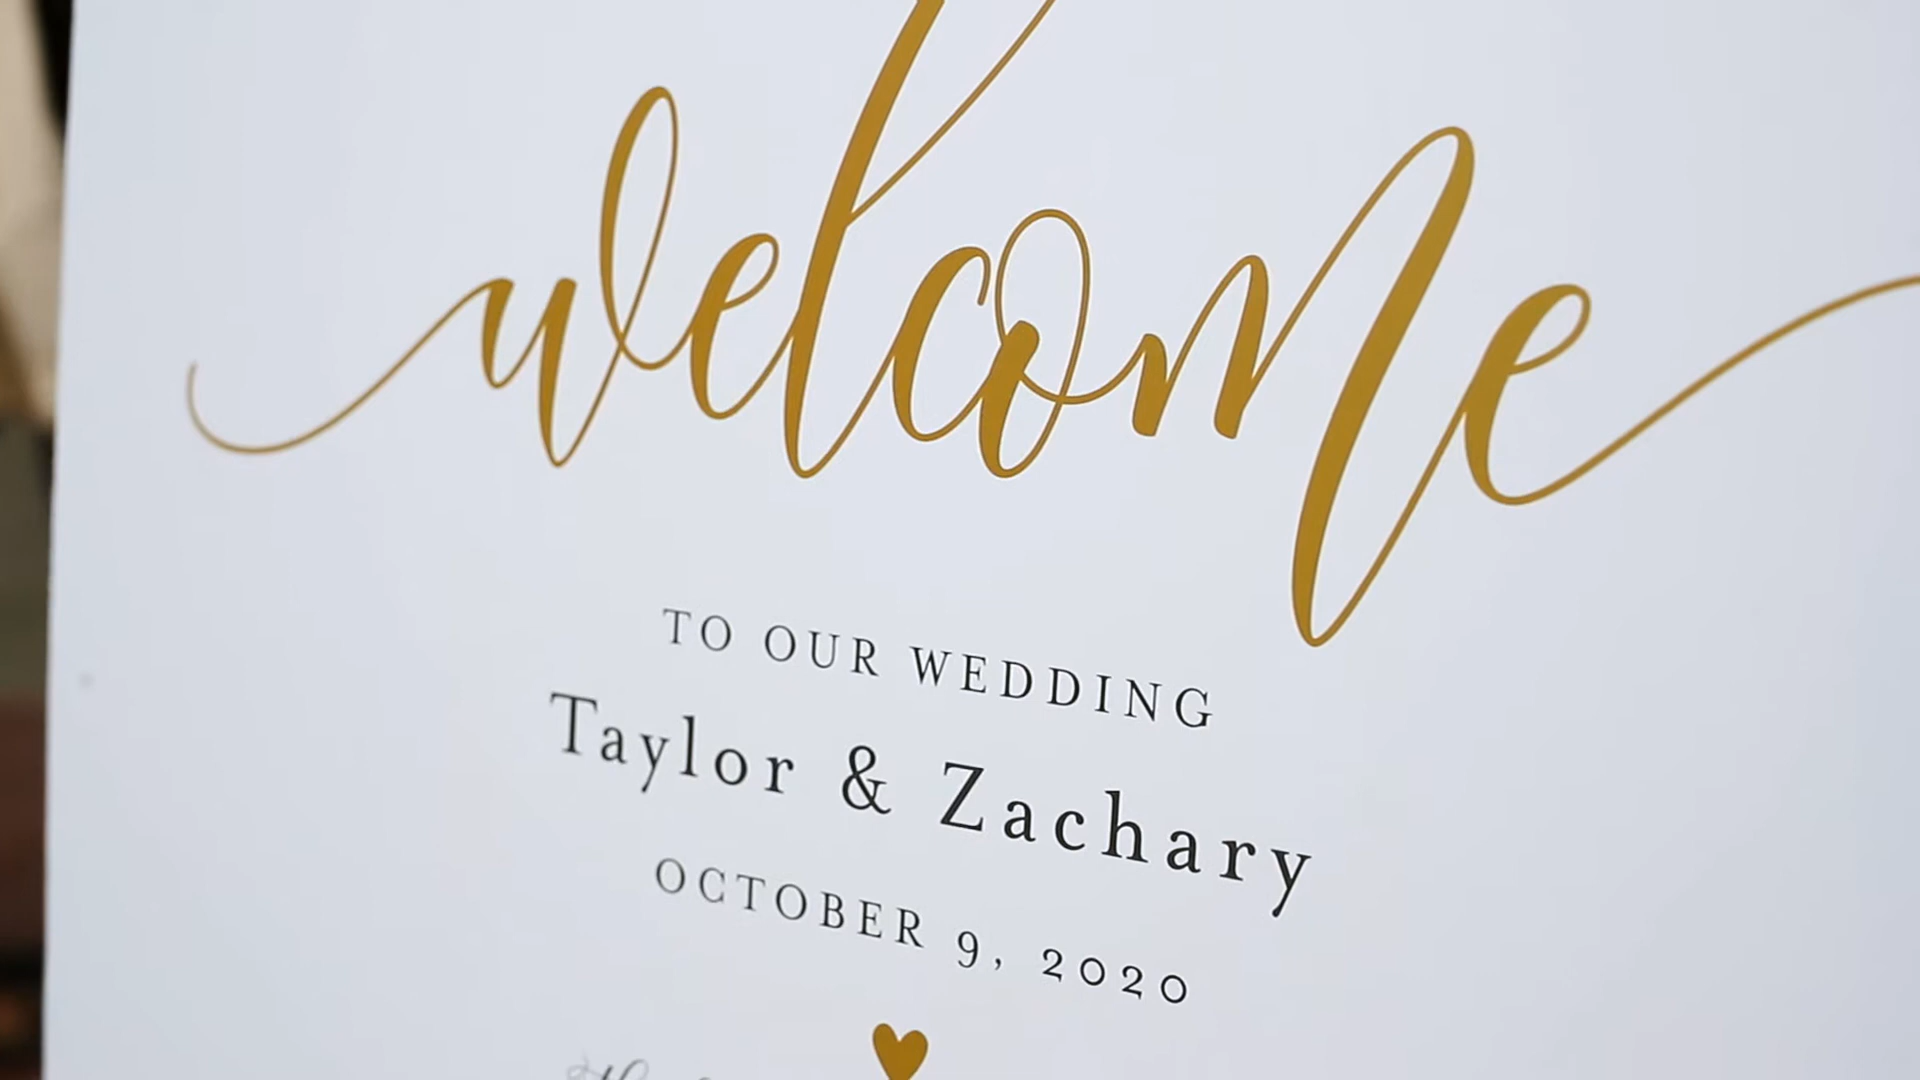 welcome
TO OUR WEDDING
Taylor & Zachary
OCTOBER 9, 2020